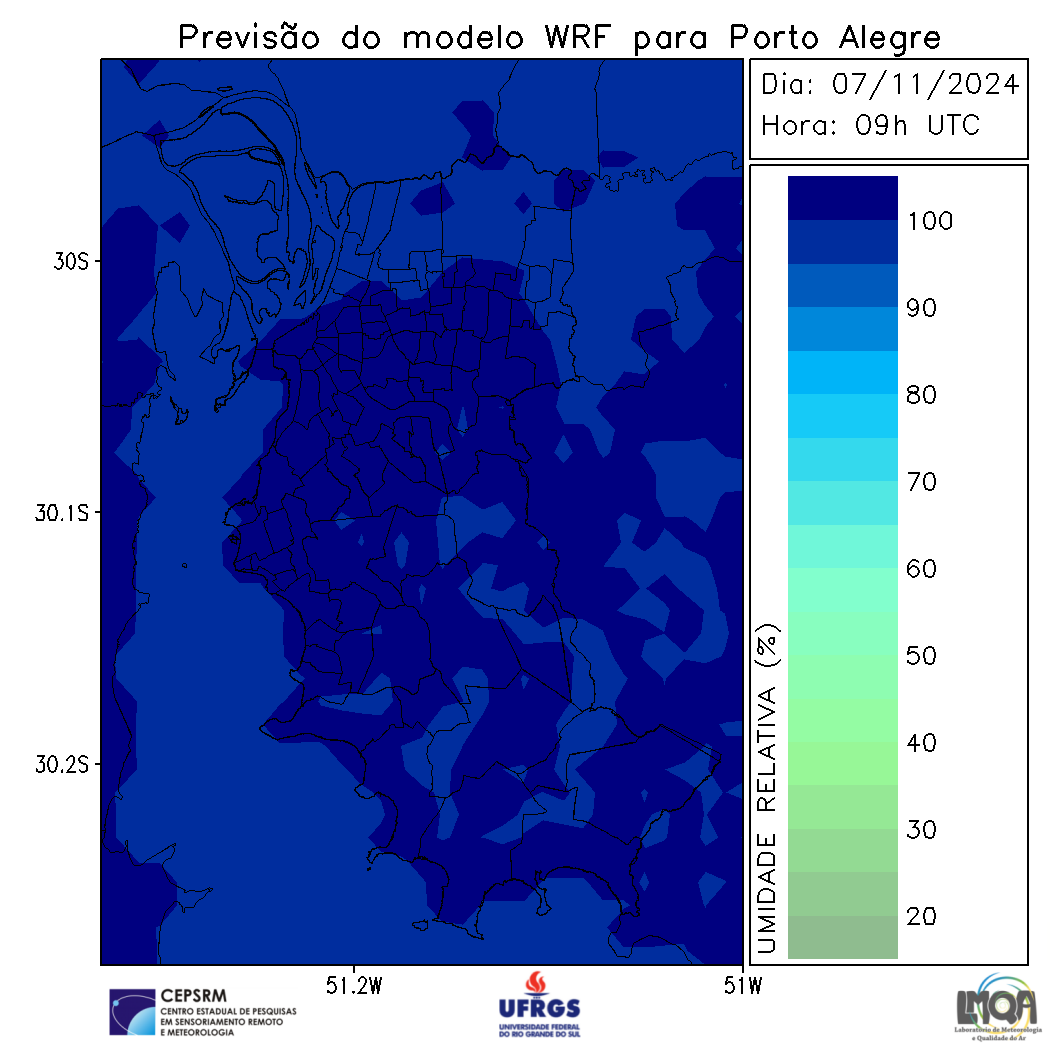 Previsão do modelo WRF para Porto Alegre
Dia: 07/11/2024
Hora: 09h UTC
30S
30.1S
30.2S
51.2W
51W
100
90
80
70
60
50
40
30
20
UMIDADE RELATIVA (%)
CEPSRM
CENTRO ESTADUAL DE PESQUISAS
EM SENSORIAMENTO REMOTO
E METEOROLOGIA
UFRGS
UNIVERSIDADE FEDERAL
DO RIO GRANDE DO SUL
LMQA
Laboratório de Meteorologia
e Qualidade do Ar